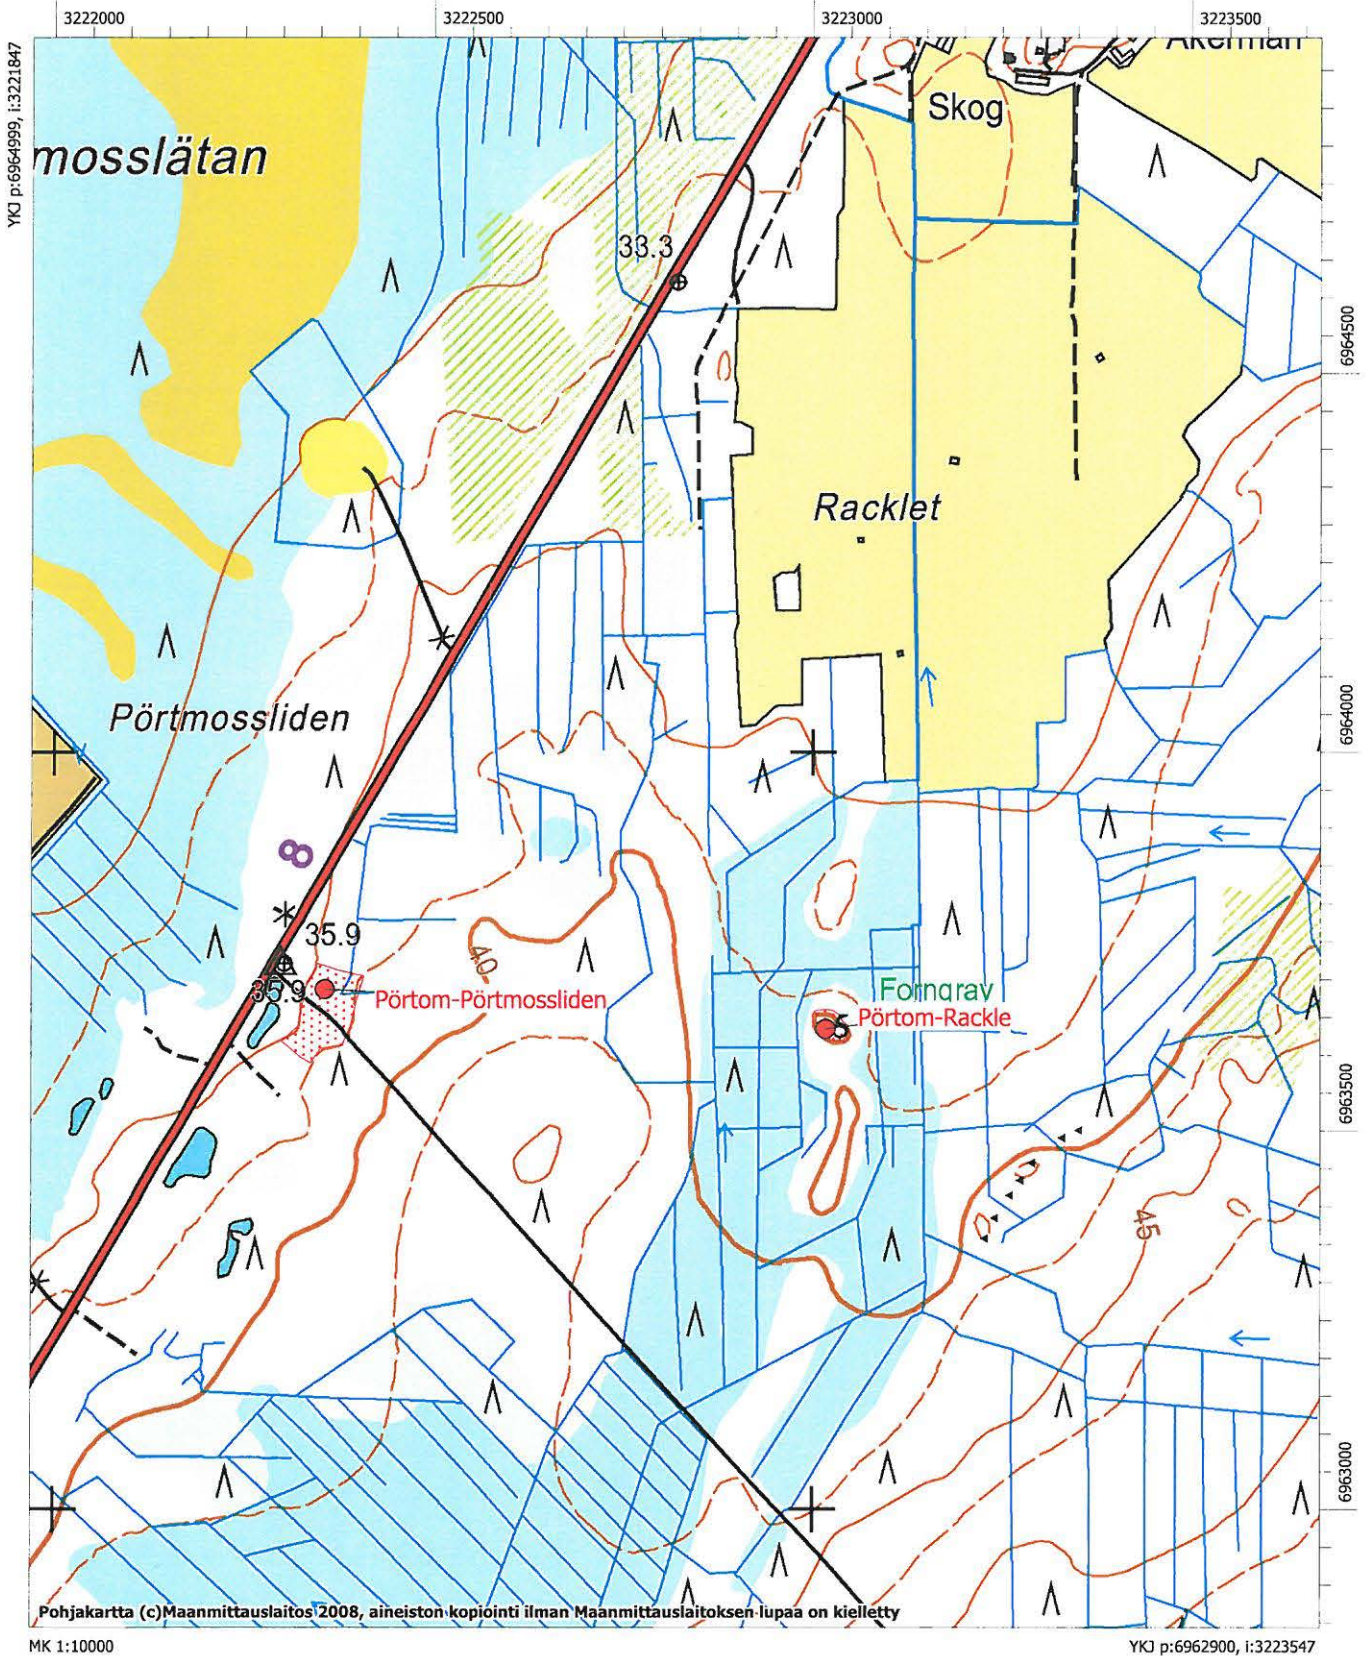 3222000
3222500
3223000
3223500
YKJ p:6964999, i:3221847
Åkerman
Skog
mosslätan
33.3
6964500
Racklet
Pörtmossliden
6964000
8
35.9
40
35.9
Pörtom-Pörtmossliden
Forngrav
Pörtom-Rackle
6963500
45
6963000
Pohjakartta (c)Maanmittauslaitos 2008, aineiston kopiointi ilman Maanmittauslaitoksen lupaa on kielletty
MK 1:10000
YKJ p:6962900, i:3223547